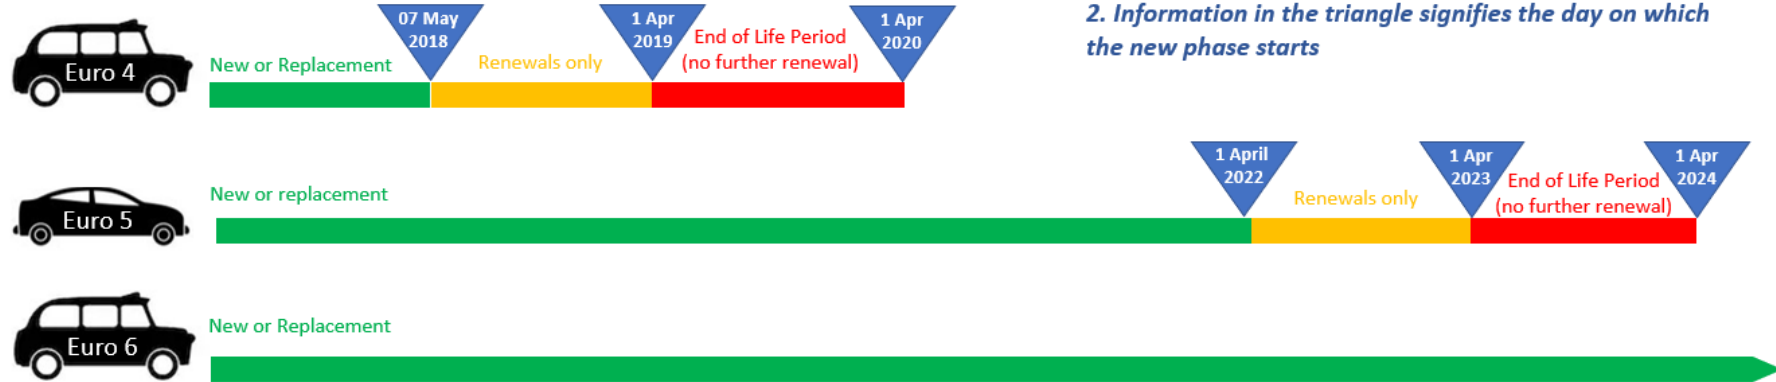 2. Information in the triangle signifies the day on which
the new phase starts
Euro 4
New or Replacement
07 May
2018
Renewals only
1 Apr
2019
End of Life Period
(no further renewal)
1 Apr
2020
Euro 5
New or replacement
1 April
2022
Renewals only
1 Apr
2023
End of Life Period
(no further renewal)
1 Apr
2024
Euro 6
New or Replacement